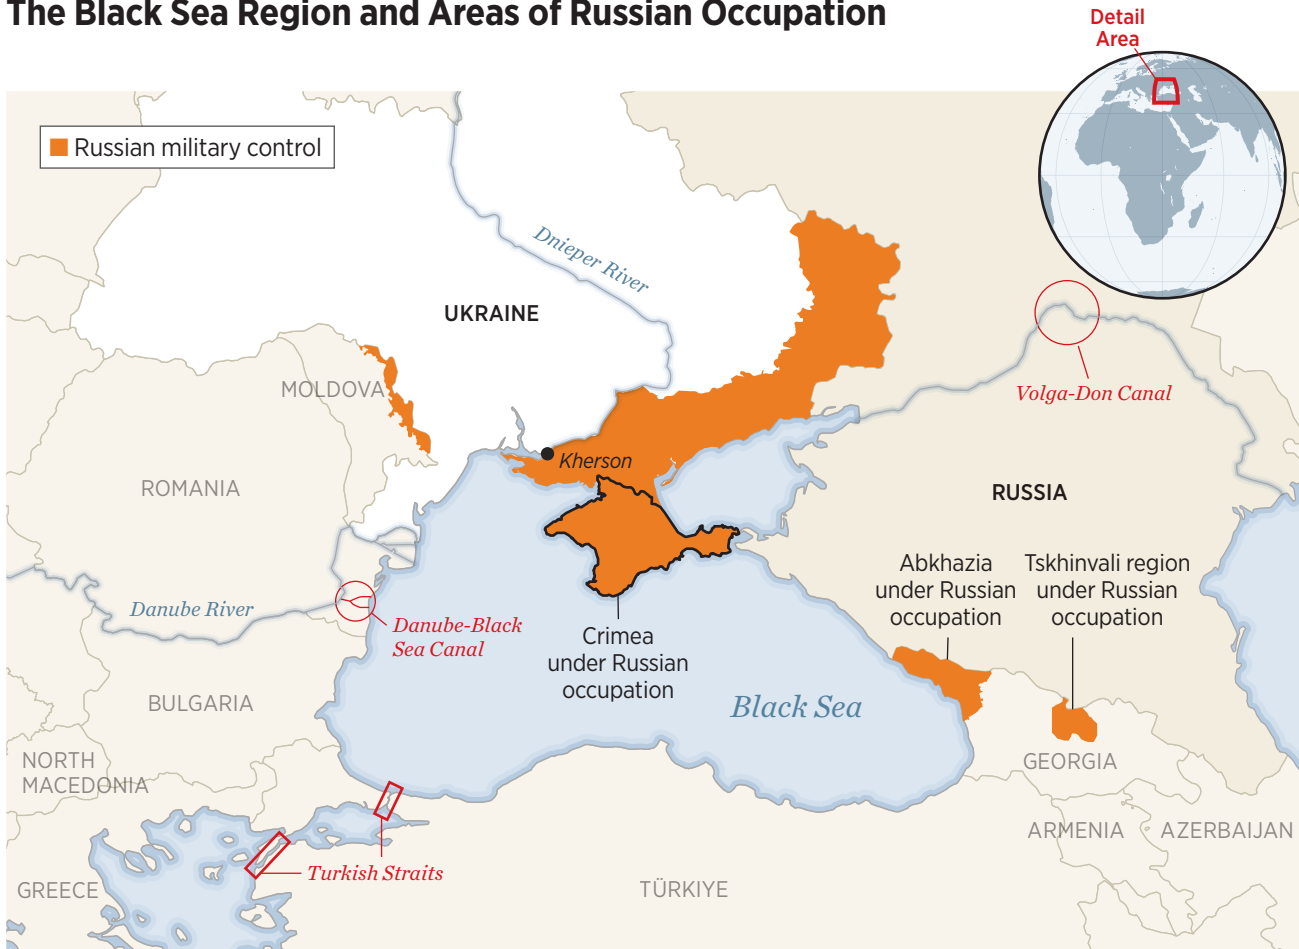 The Black Sea Region and Areas of Russian Occupation
Detail
Area
Russian military control
Dnieper River
UKRAINE
MOLDOVA
Volga-Don Canal
Kherson
ROMANIA
RUSSIA
Abkhazia
under Russian
occupation
Tskhinvali region
under Russian
occupation
Danube River
Danube-Black
Sea Canal
Crimea
under Russian
occupation
Black Sea
BULGARIA
NORTH
MACEDONIA
GEORGIA
ARMENIA
AZERBAIJAN
Turkish Straits
GREECE
TÜRKIYE